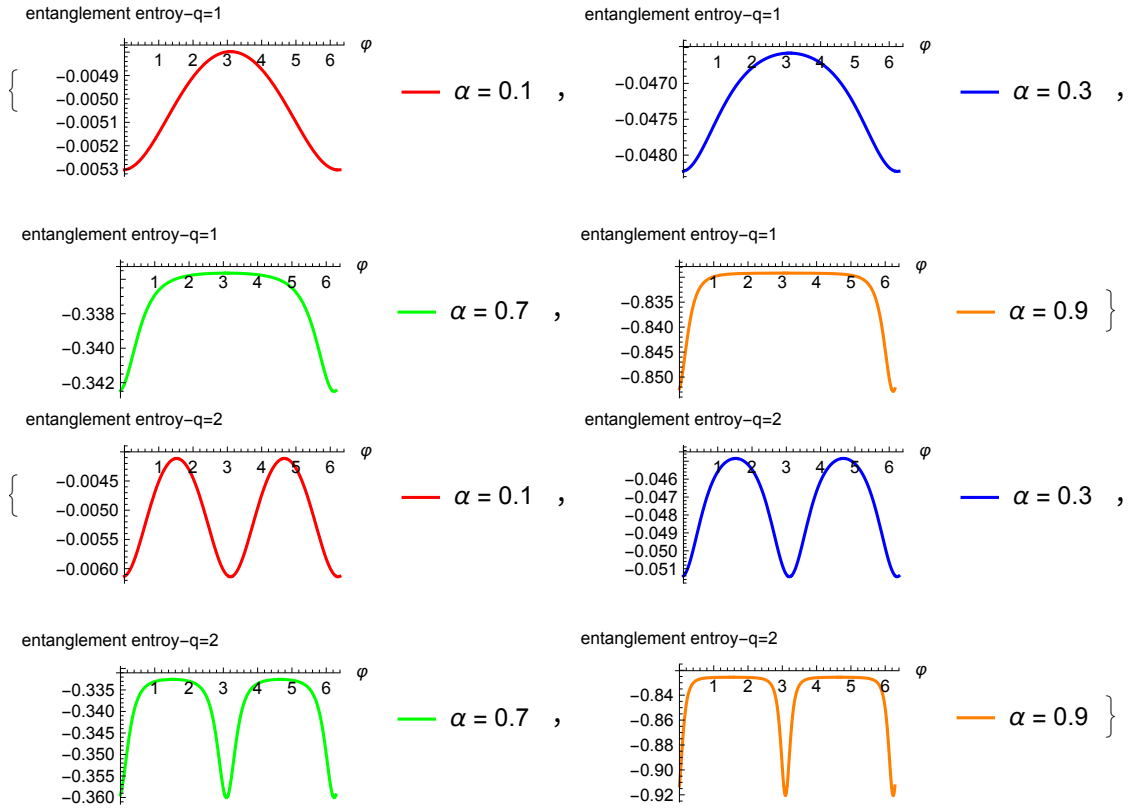 entanglement entroy-q=1
φ
1 2 3 4 5 6
-0.0049
-0.0050
-0.0051
-0.0052
-0.0053
{
α = 0.1 ,
entanglement entroy-q=1
φ
1 2 3 4 5 6
-0.0470
-0.0475
-0.0480
α = 0.3 ,
entanglement entroy-q=1
φ
1 2 3 4 5 6
-0.338
-0.340
-0.342
α = 0.7 ,
entanglement entroy-q=1
φ
1 2 3 4 5 6
-0.835
-0.840
-0.845
-0.850
α = 0.9 }
entanglement entroy-q=2
φ
1 2 3 4 5 6
-0.0045
-0.0050
-0.0055
-0.0060
{
α = 0.1 ,
entanglement entroy-q=2
φ
1 2 3 4 5 6
-0.046
-0.047
-0.048
-0.049
-0.050
-0.051
α = 0.3 ,
entanglement entroy-q=2
φ
1 2 3 4 5 6
-0.335
-0.340
-0.345
-0.350
-0.355
-0.360
α = 0.7 ,
entanglement entroy-q=2
φ
1 2 3 4 5 6
-0.84
-0.86
-0.88
-0.90
-0.92
α = 0.9 }